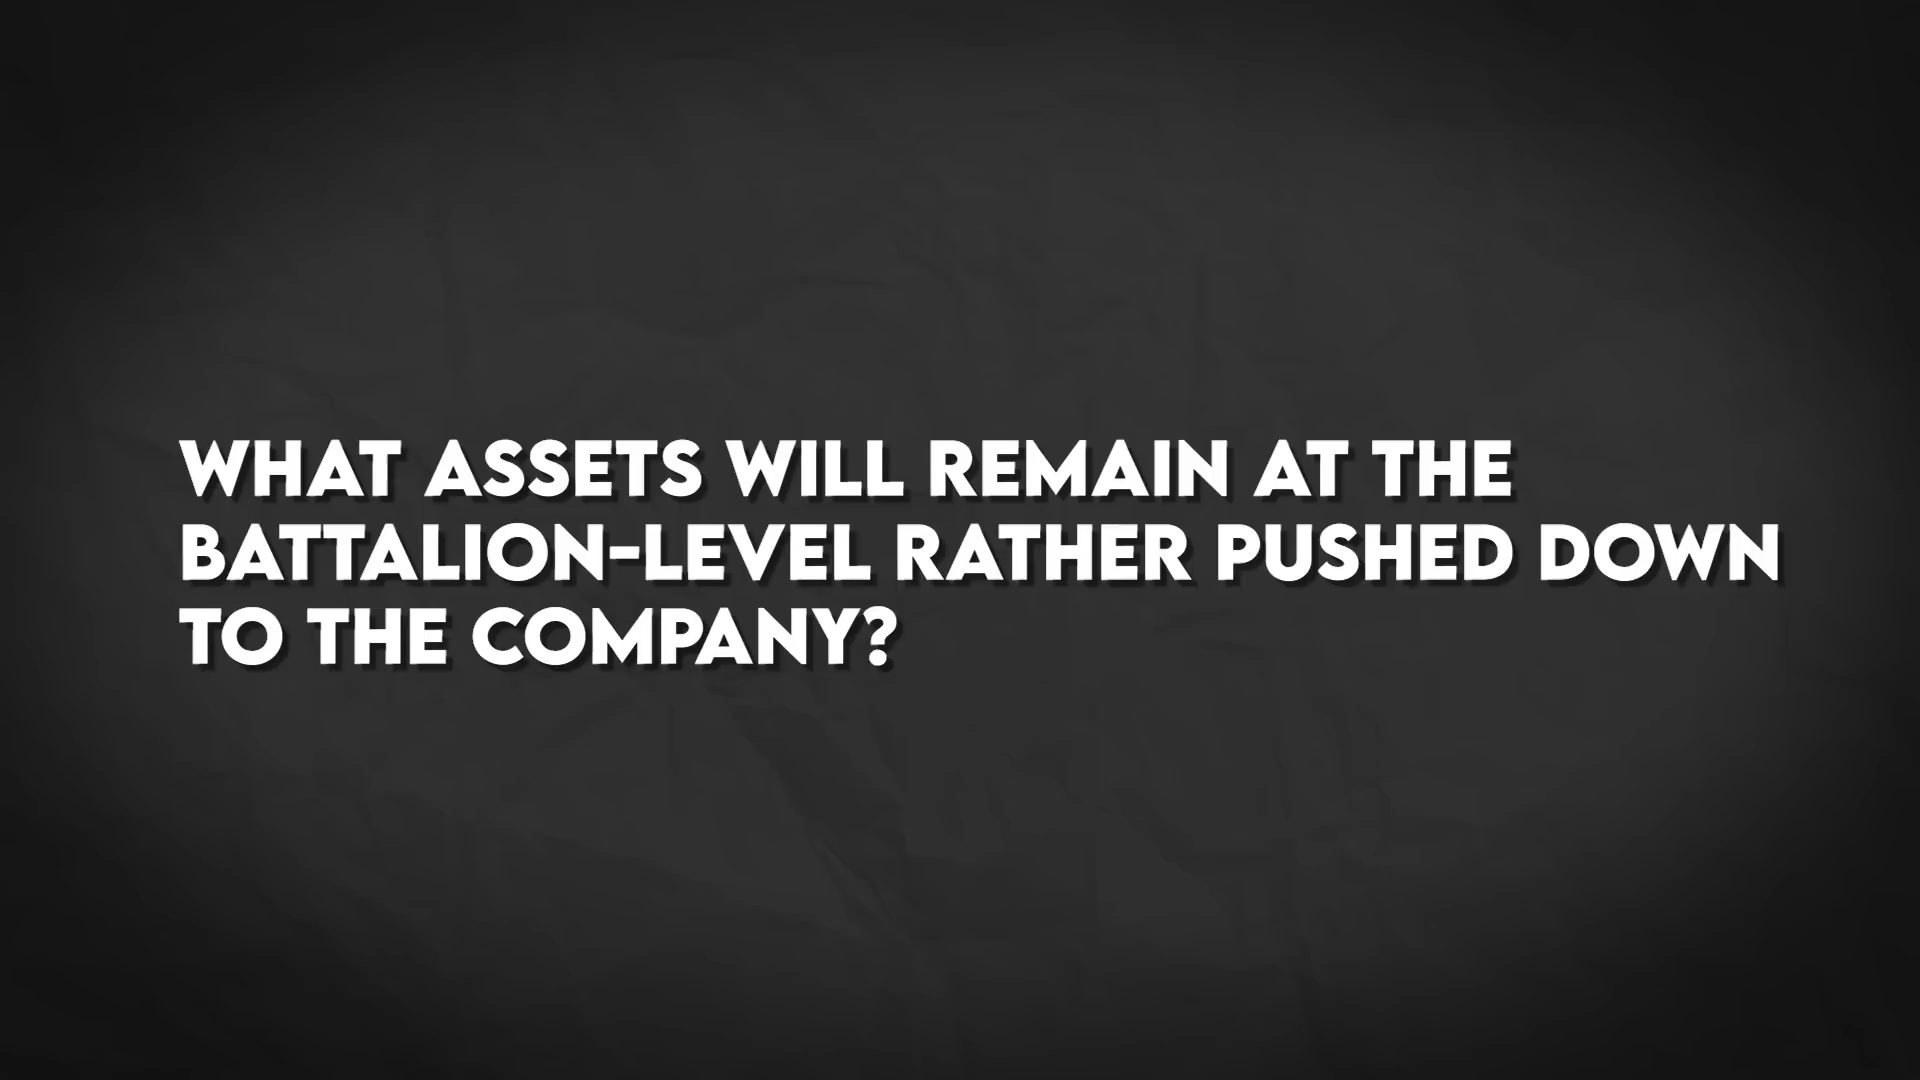 WHAT ASSETS WILL REMAIN AT THE
BATTALION-LEVEL RATHER PUSHED DOWN
TO THE COMPANY?